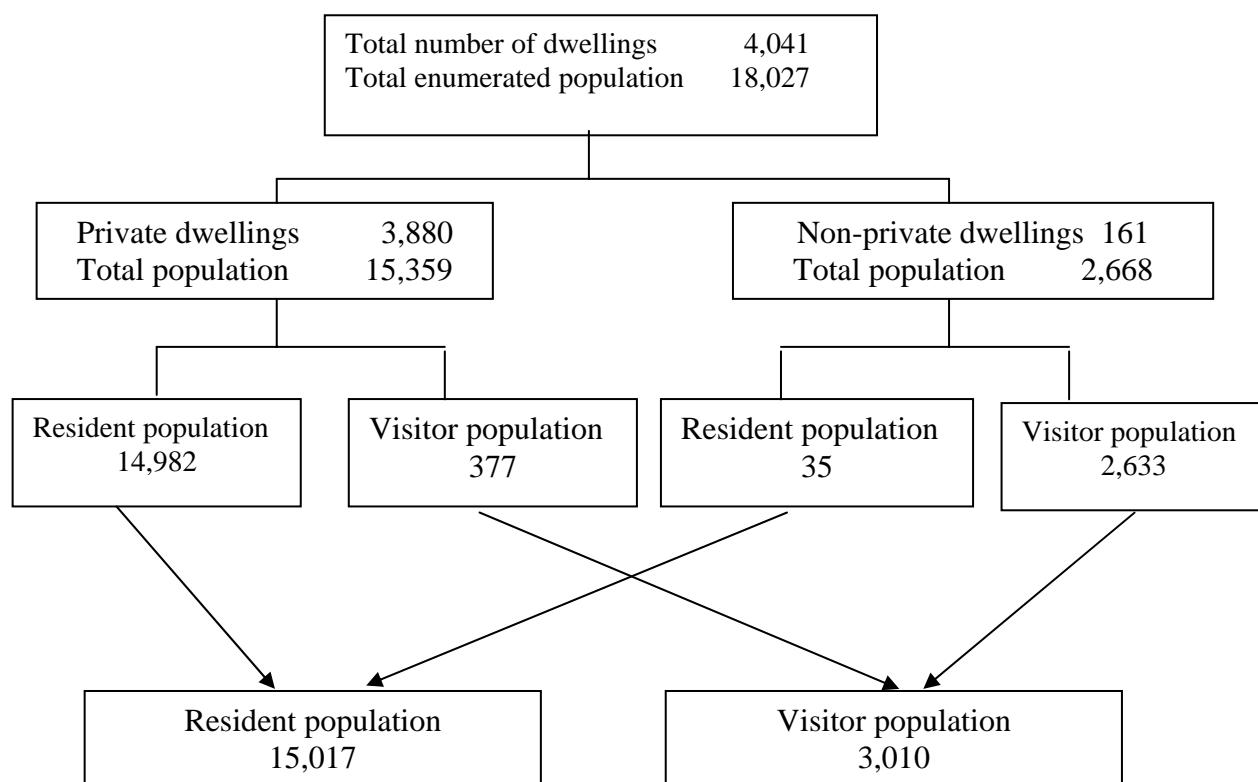 Total number of dwellings 4,041
Total enumerated population 18,027
Private dwellings 3,880
Total population 15,359
Non-private dwellings 161
Total population 2,668
Resident population
14,982
Visitor population
377
Resident population
35
Visitor population
2,633
Resident population
15,017
Visitor population
3,010